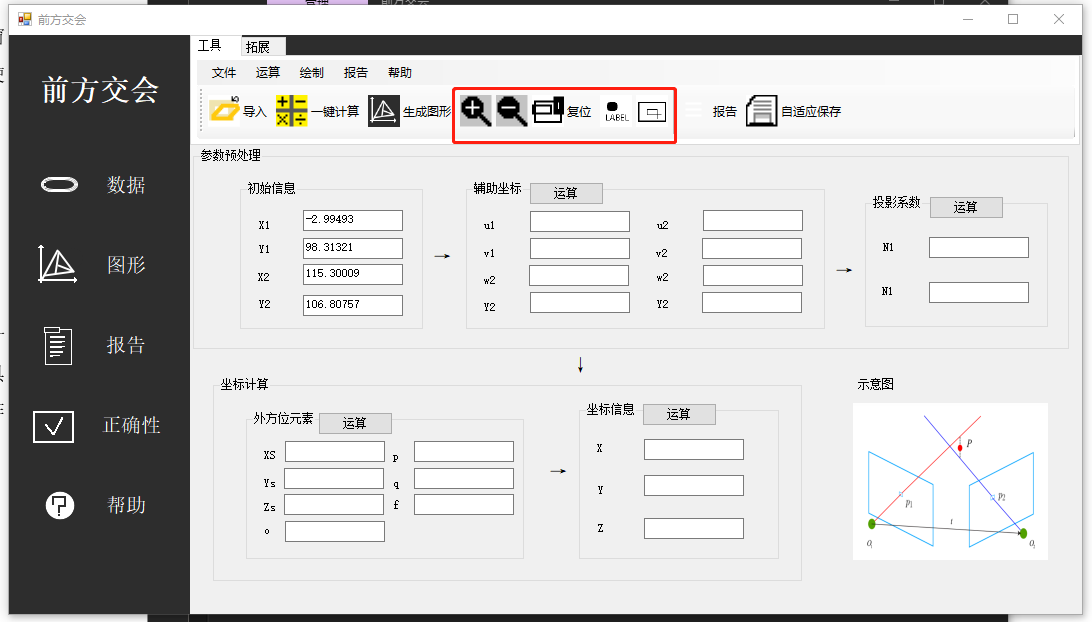 前方交会
前方交会
数据
图形
报告
正确性
帮助
工具 拓展
文件 运算 绘制 报告 帮助
导入 一键计算 生成图形 复位 LABEL 报告 自适应保存
参数预处理
初始信息
X1 -2.99493
Y1 98.31321
X2 115.30009
Y2 106.80757
辅助坐标 运算
u1 u2
v1 v2
w2 w2
Y2 Y2
投影系数 运算
N1
N1
坐标计算
外方位元素 运算
XS p
Ys q
Zs f
o
坐标信息 运算
X
Y
Z
示意图
P
p1 p2
t